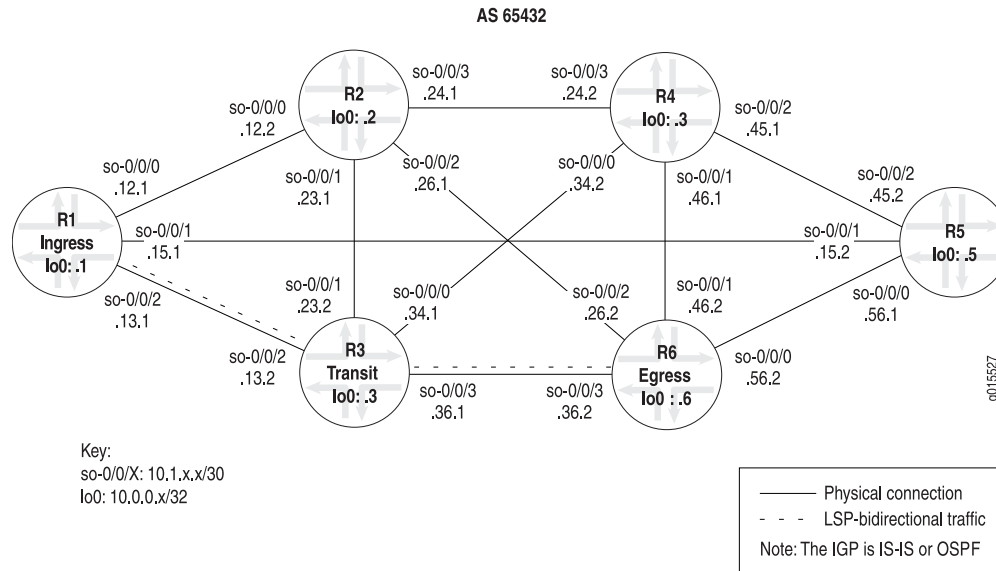 AS 65432
so-0/0/3
.24.1
so-0/0/3
.24.2
R2
lo0: .2
R4
lo0: .3
so-0/0/0
.12.2
so-0/0/2
.45.1
so-0/0/0
.12.1
so-0/0/1
.23.1
so-0/0/2
.26.1
so-0/0/0
.34.2
so-0/0/1
.46.1
so-0/0/2
.45.2
R1
Ingress
lo0: .1
so-0/0/1
.15.1
so-0/0/1
.15.2
R5
lo0: .5
so-0/0/2
.13.1
so-0/0/1
.23.2
so-0/0/0
.34.1
so-0/0/2
.26.2
so-0/0/1
.46.2
so-0/0/0
.56.1
so-0/0/2
.13.2
R3
Transit
lo0: .3
R6
Egress
lo0 : .6
so-0/0/0
.56.2
so-0/0/3
.36.1
so-0/0/3
.36.2
g015527
Key:
so-0/0/X: 10.1.x.x/30
lo0: 10.0.0.x/32
Physical connection
LSP-bidirectional traffic
Note: The IGP is IS-IS or OSPF